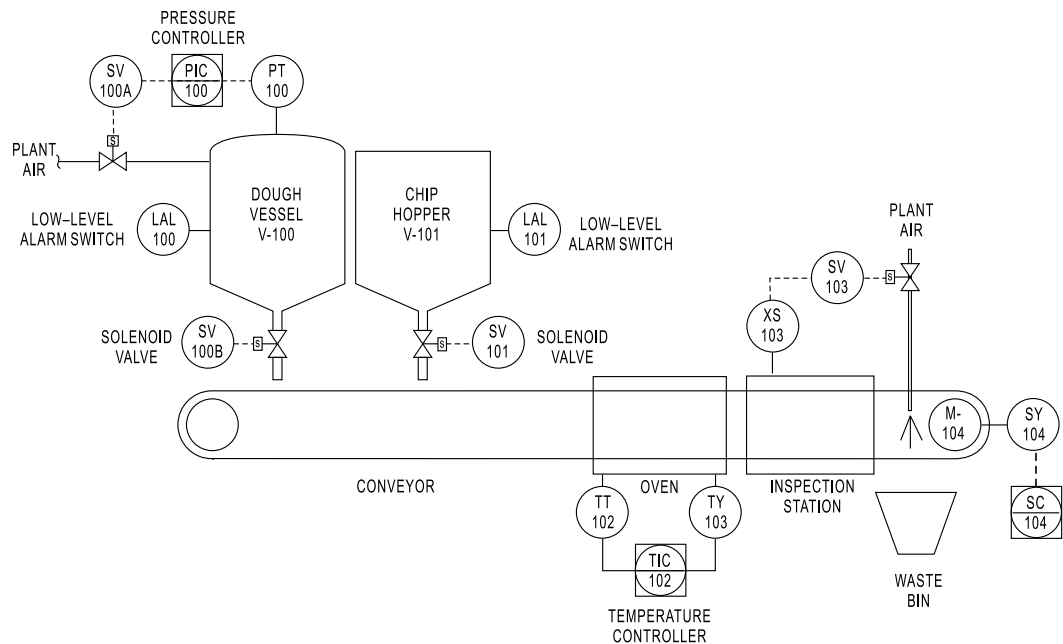 PRESSURE
CONTROLLER
SV
100A
PIC
100
PT
100
PLANT
AIR
S
DOUGH
VESSEL
V-100
CHIP
HOPPER
V-101
LOW–LEVEL
ALARM SWITCH
LAL
100
LAL
101
LOW–LEVEL
ALARM SWITCH
PLANT
AIR
SV
103
S
XS
103
SOLENOID
VALVE
SV
100B
S
S
SV
101
SOLENOID
VALVE
M-
104
SY
104
CONVEYOR
OVEN
INSPECTION
STATION
TT
102
TY
103
SC
104
TIC
102
TEMPERATURE
CONTROLLER
WASTE
BIN